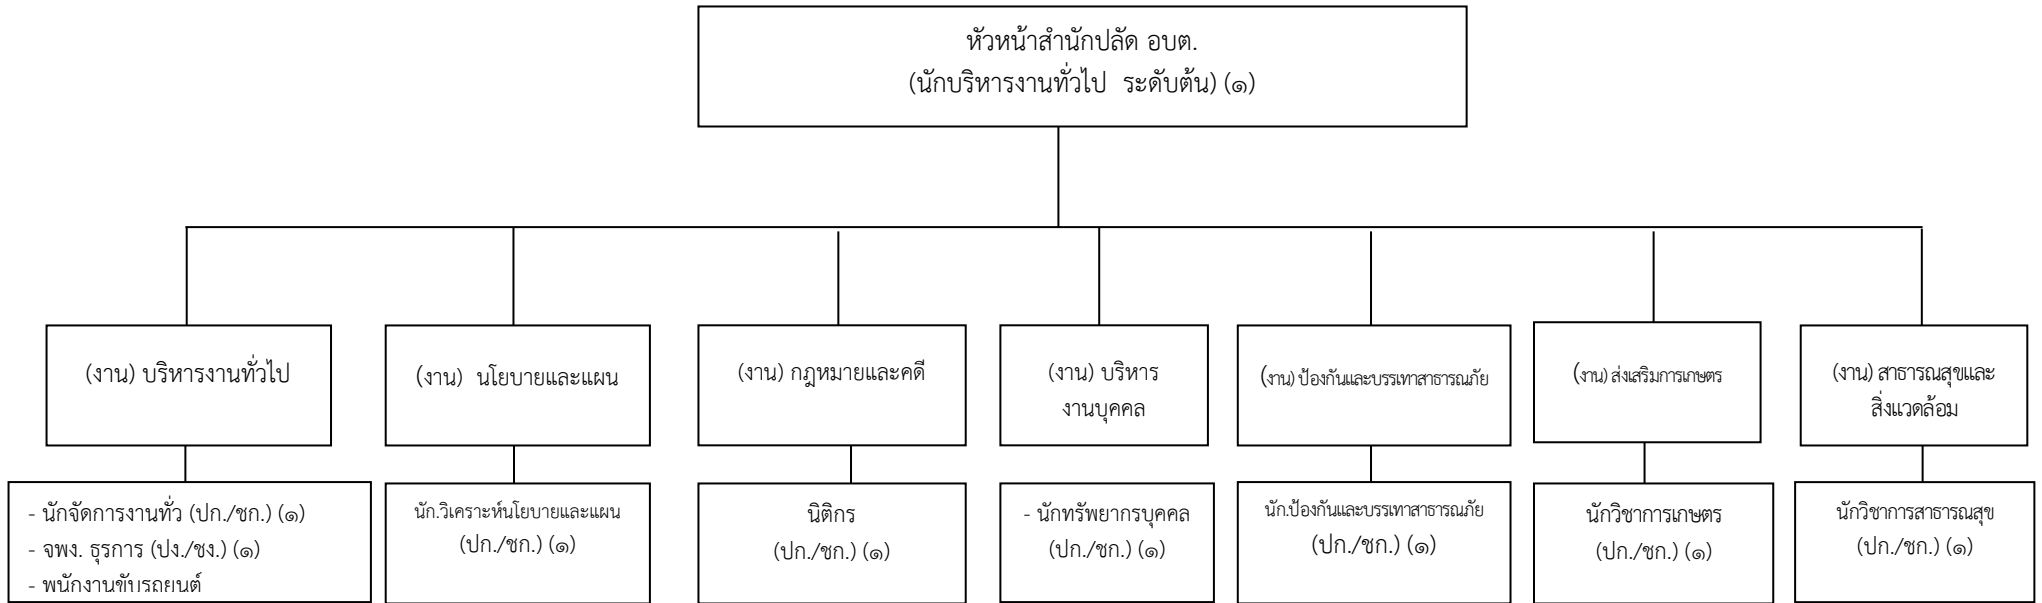 หัวหน้าสำนักปลัด อบต.
(นักบริหารงานทั่วไป ระดับต้น) (๑)
(งาน) บริหารงานทั่วไป
(งาน) นโยบายและแผน
(งาน) กฎหมายและคดี
(งาน) บริหาร
งานบุคคล
(งาน) ป้องกันและบรรเทาสาธารณภัย
(งาน) ส่งเสริมการเกษตร
(งาน) สาธารณสุขและ
สิ่งแวดล้อม
- นักจัดการงานทั่ว (ปก./ชก.) (๑)
- จพง. ธุรการ (ปง./ชง.) (๑)
- พนักงานขับรถยนต์
นัก.วิเคราะห์นโยบายและแผน
(ปก./ชก.) (๑)
นิติกร
(ปก./ชก.) (๑)
- นักทรัพยากรบุคคล
(ปก./ชก.) (๑)
นัก.ป้องกันและบรรเทาสาธารณภัย
(ปก./ชก.) (๑)
นักวิชาการเกษตร
(ปก./ชก.) (๑)
นักวิชาการสาธารณสุข
(ปก./ชก.) (๑)